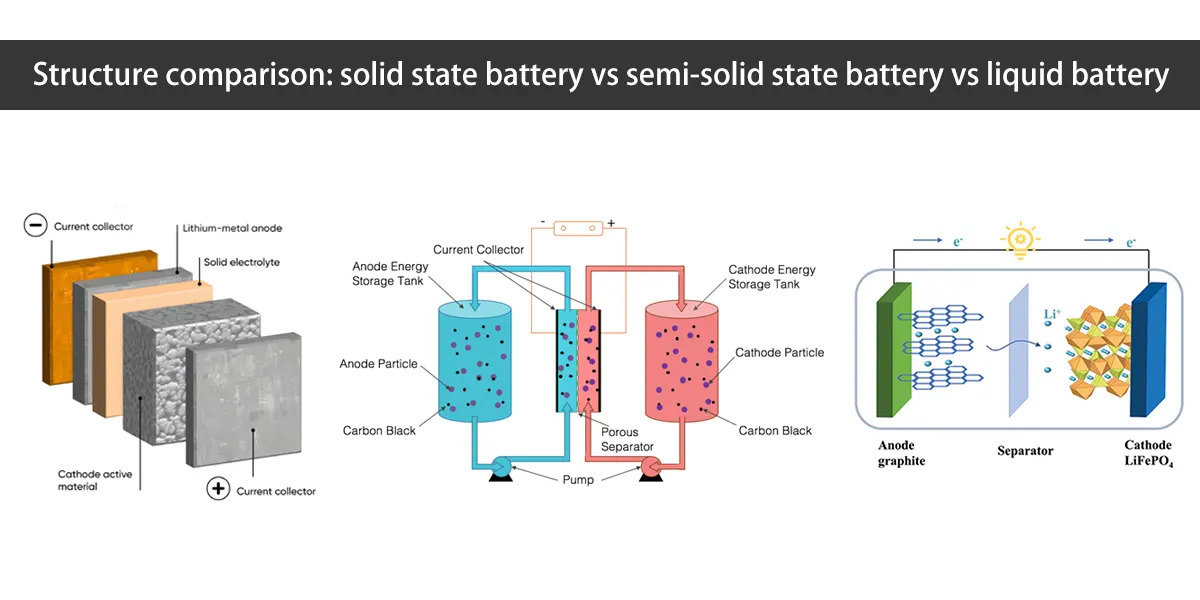 Structure comparison: solid state battery vs semi-solid state battery vs liquid battery
−
Current collector
Lithium-metal anode
Solid electrolyte
Cathode active
material
+
Current collector
-
+
Current Collector
Anode Energy
Storage Tank
Cathode Energy
Storage Tank
Anode Particle
Cathode Particle
Carbon Black
Porous
Separator
Carbon Black
Pump
e-
e-
Li+
Anode
graphite
Separator
Cathode
LiFePO4